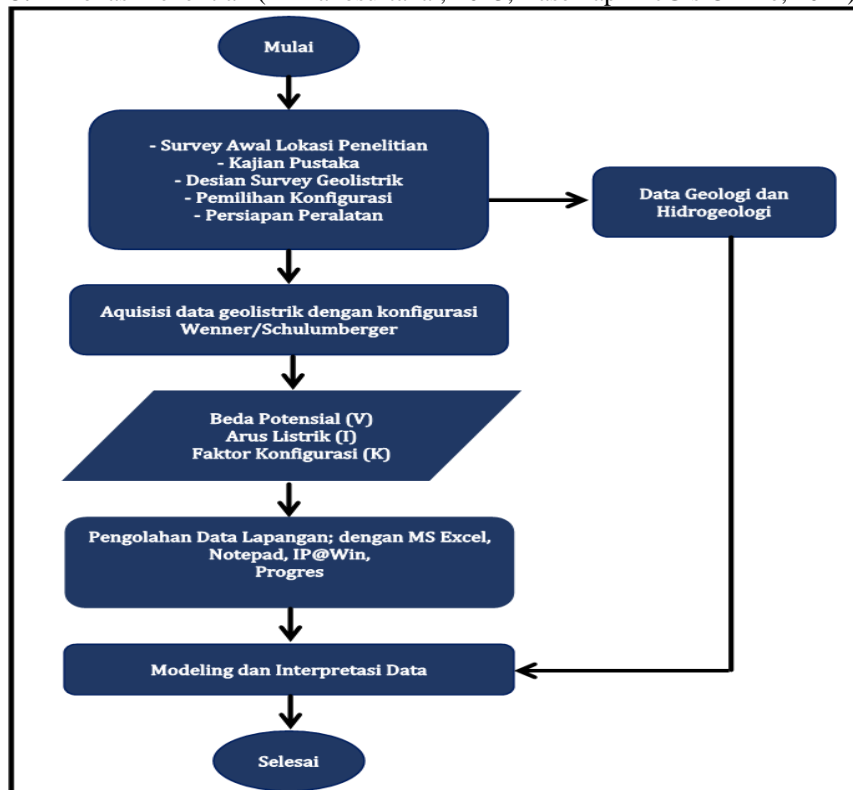 Mulai
- Survey Awal Lokasi Penelitian
- Kajian Pustaka
- Desian Survey Geolistrik
- Pemilihan Konfigurasi
- Persiapan Peralatan
Data Geologi dan
Hidrogeologi
Aquisisi data geolistrik dengan konfigurasi
Wenner/Schulumberger
Beda Potensial (V)
Arus Listrik (I)
Faktor Konfigurasi (K)
Pengolahan Data Lapangan; dengan MS Excel,
Notepad, IP@Win,
Progres
Modeling dan Interpretasi Data
Selesai